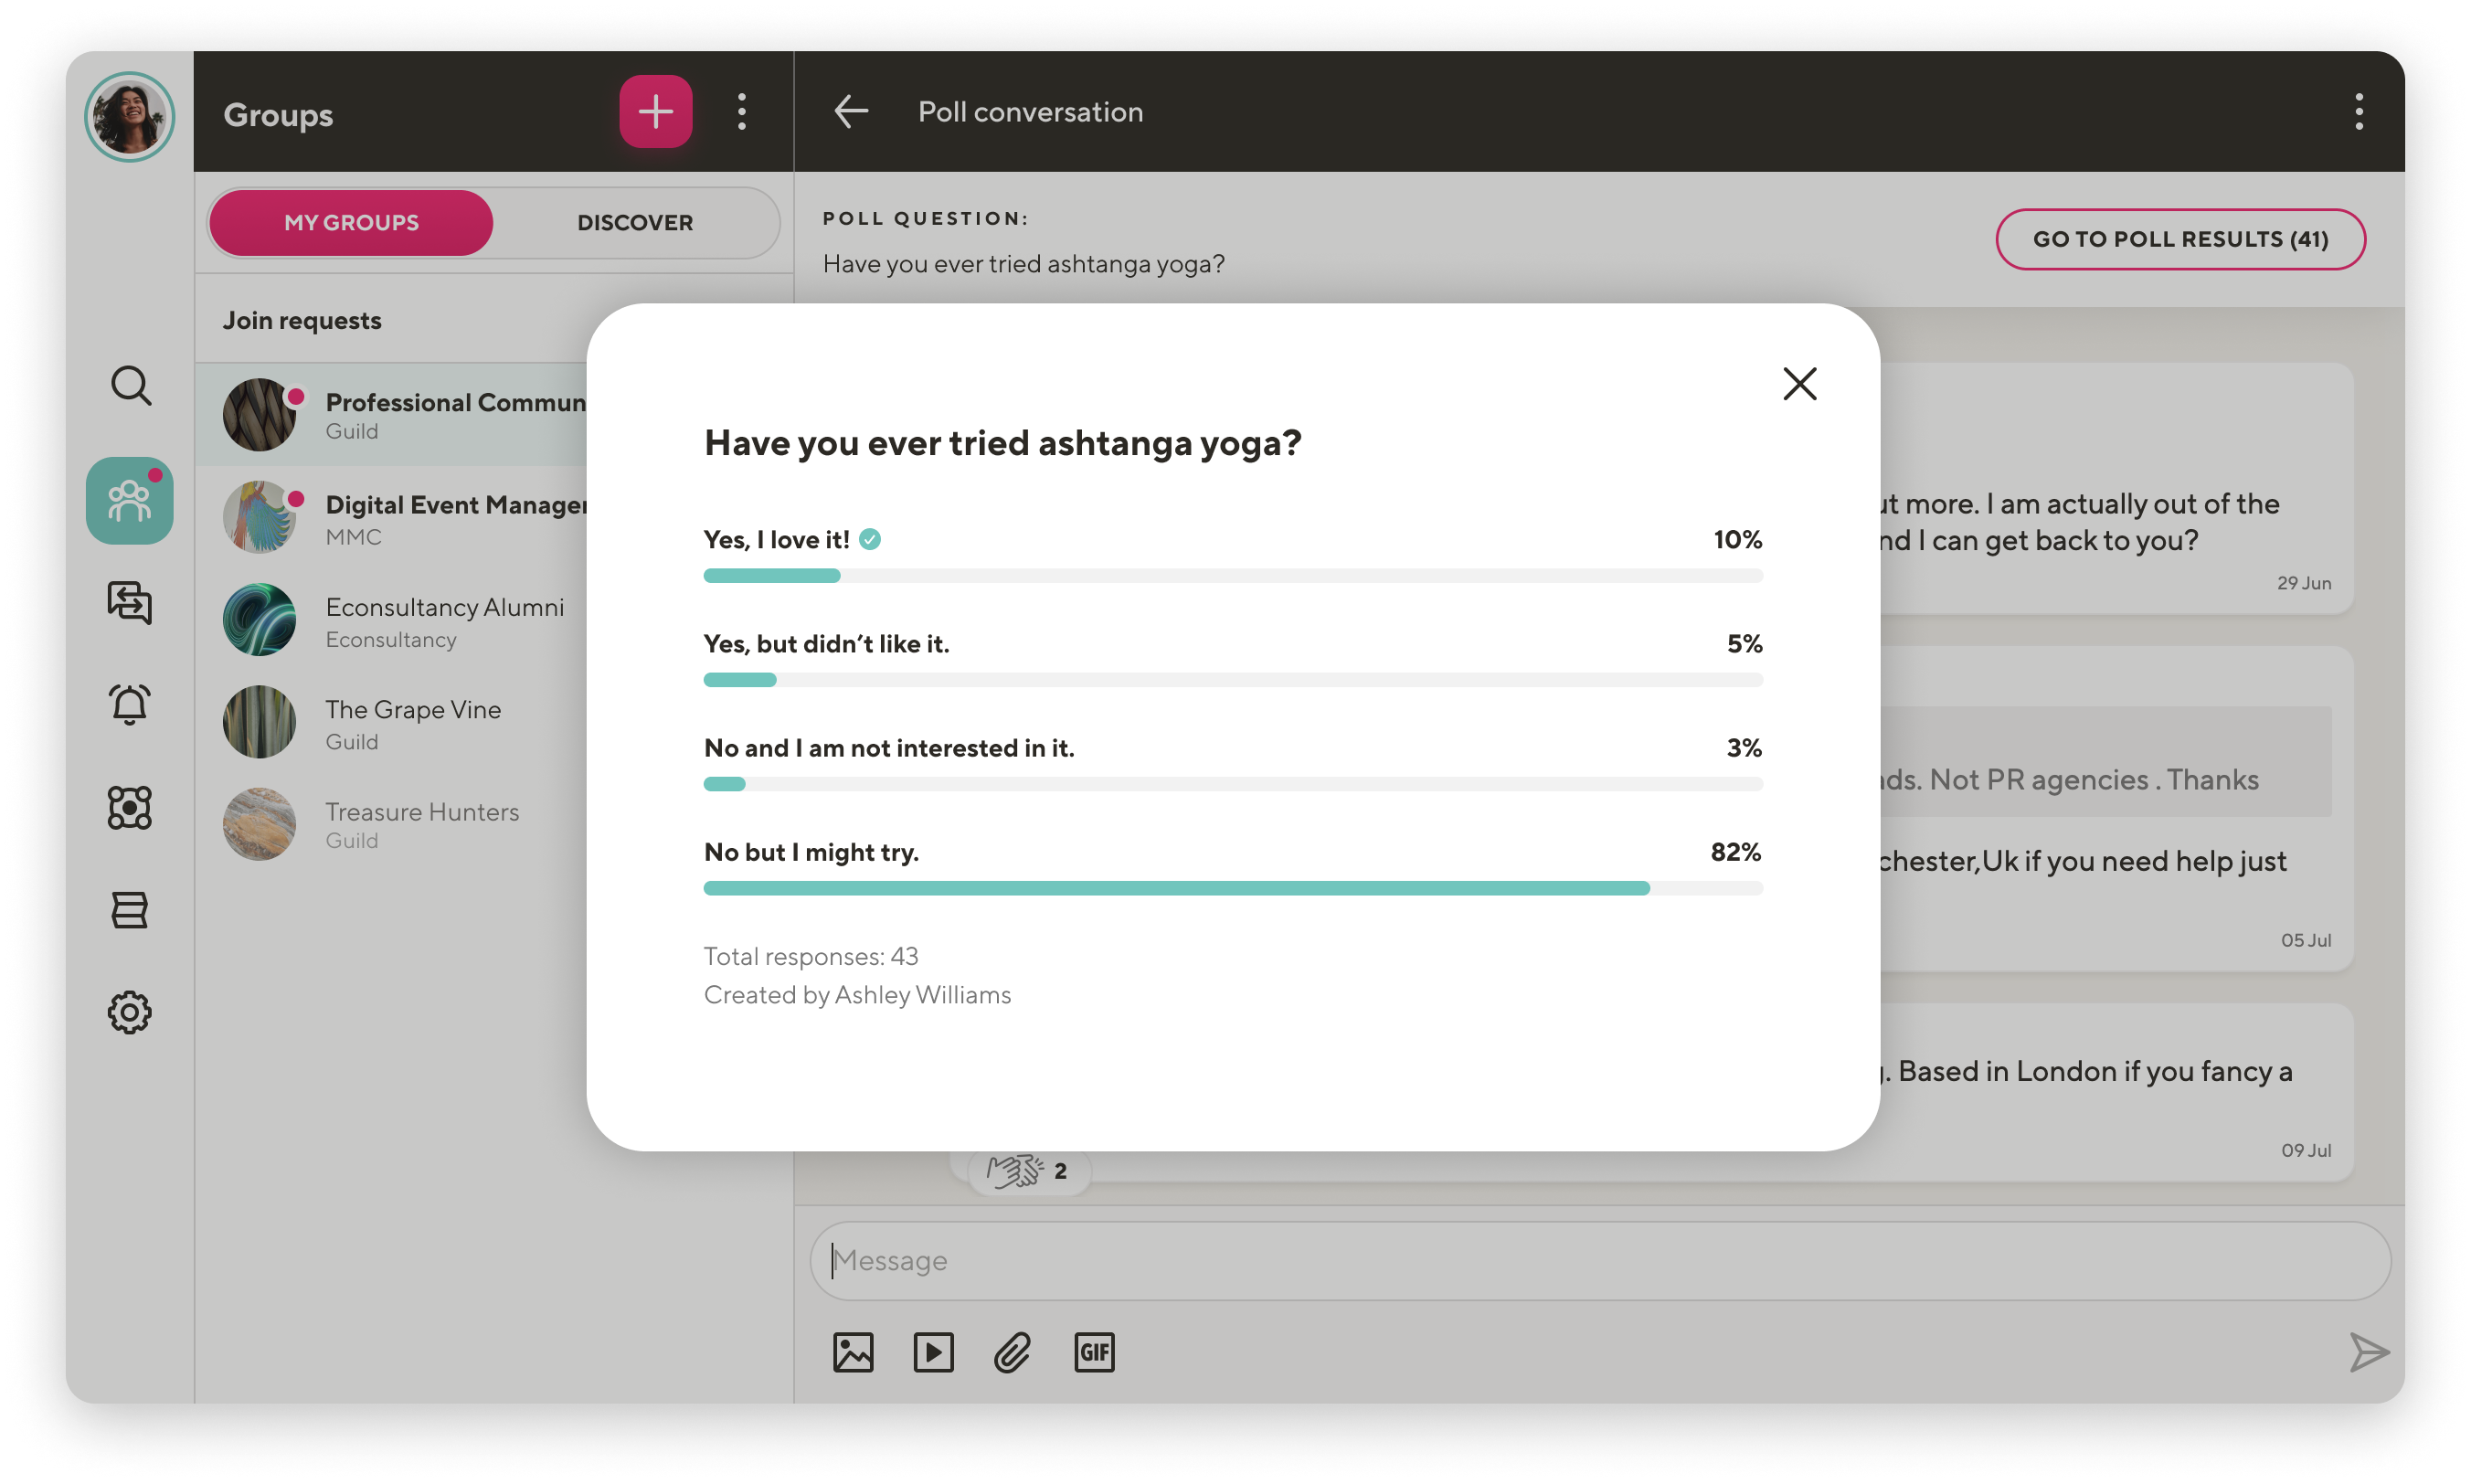 Groups
Poll conversation
MY GROUPS
DISCOVER
POLL QUESTION:
Have you ever tried ashtanga yoga?
GO TO POLL RESULTS (41)
Join requests
Professional Commun
Guild
Digital Event Manager
MMC
Econsultancy Alumni
Econsultancy
The Grape Vine
Guild
Treasure Hunters
Guild
Have you ever tried ashtanga yoga?
Yes, I love it!
10%
Yes, but didn’t like it.
5%
No and I am not interested in it.
3%
No but I might try.
82%
Total responses: 43
Created by Ashley Williams
ut more. I am actually out of the
nd I can get back to you?
29 Jun
ads. Not PR agencies . Thanks
chester,Uk if you need help just
05 Jul
. Based in London if you fancy a
09 Jul
2
Message
GIF